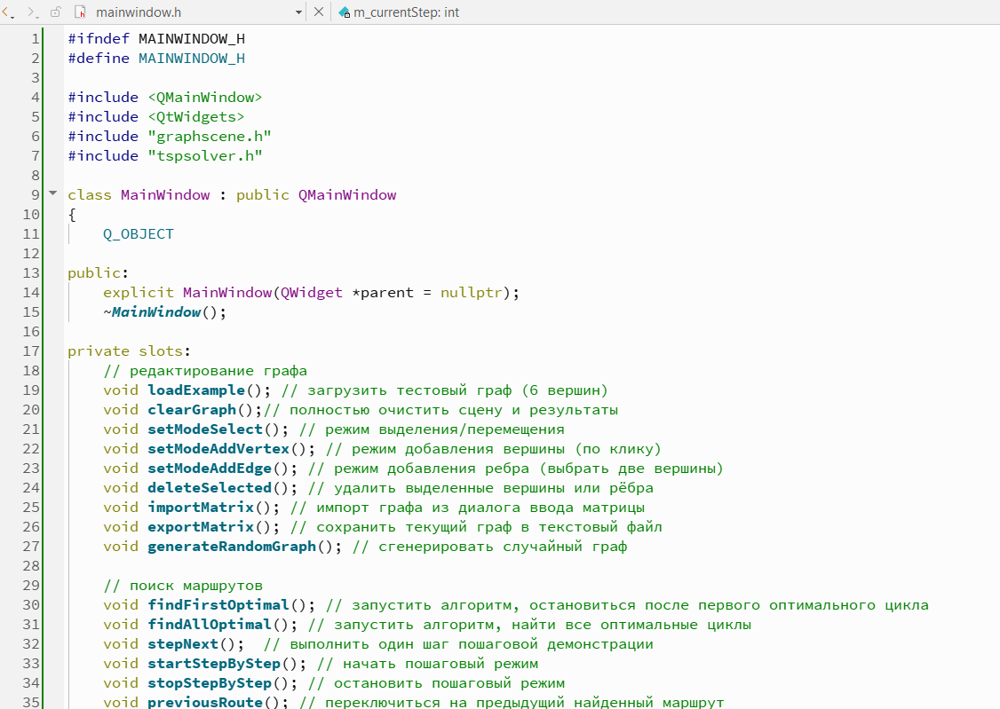 mainwindow.h m_currentStep: int
1 #ifndef MAINWINDOW_H
2 #define MAINWINDOW_H
3
4 #include <QMainWindow>
5 #include <QtWidgets>
6 #include "graphscene.h"
7 #include "tspsolver.h"
8
9 class MainWindow : public QMainWindow
10 {
11 Q_OBJECT
12
13 public:
14 explicit MainWindow(QWidget *parent = nullptr);
15 ~MainWindow();
16
17 private slots:
18 // редактирование графа
19 void loadExample(); // загрузить тестовый граф (6 вершин)
20 void clearGraph();// полностью очистить сцену и результаты
21 void setModeSelect(); // режим выделения/перемещения
22 void setModeAddVertex(); // режим добавления вершины (по клику)
23 void setModeAddEdge(); // режим добавления ребра (выбрать две вершины)
24 void deleteSelected(); // удалить выделенные вершины или рёбра
25 void importMatrix(); // импорт графа из диалога ввода матрицы
26 void exportMatrix(); // сохранить текущий граф в текстовый файл
27 void generateRandomGraph(); // сгенерировать случайный граф
28
29 // поиск маршрутов
30 void findFirstOptimal(); // запустить алгоритм, остановиться после первого оптимального цикла
31 void findAllOptimal(); // запустить алгоритм, найти все оптимальные циклы
32 void stepNext();  // выполнить один шаг пошаговой демонстрации
33 void startStepByStep(); // начать пошаговый режим
34 void stopStepByStep(); // остановить пошаговый режим
35 void previousRoute(); // переключиться на предыдущий найденный маршрут